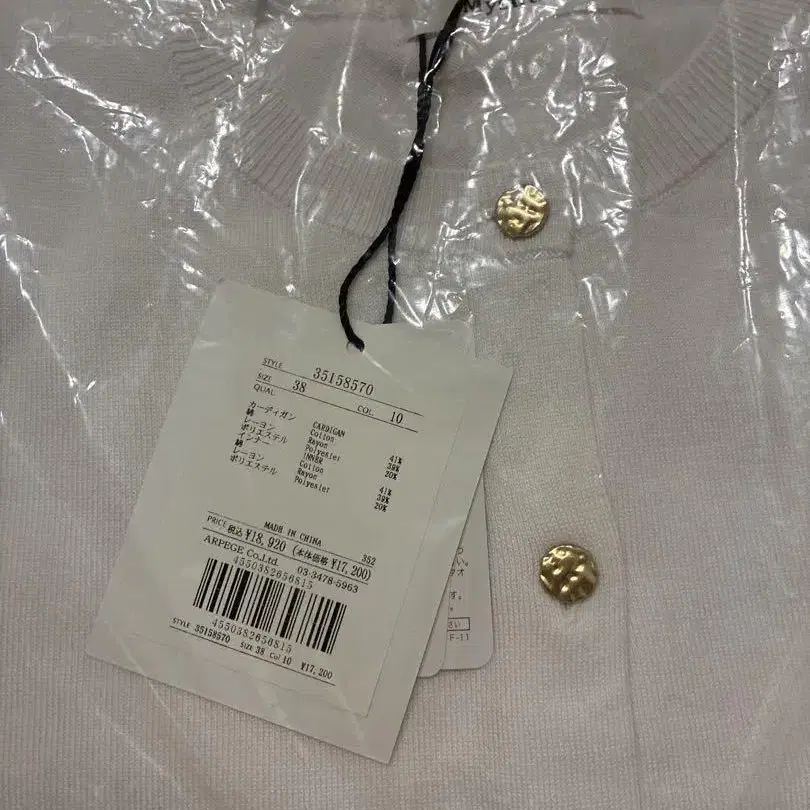 STYLE 35158570
SIZE 38 COL 10
QUAL
カーディガン CARDIGAN
綿 Cotton 41%
レーヨン Rayon 39%
ポリエステル Polyester 20%
インナー INNER
綿 Cotton 41%
レーヨン Rayon 39%
ポリエステル Polyester 20%
MADE IN CHINA 352
PRICE 税込 ¥18,920 (本体価格 ¥17,200)
ARPEGE Co.,Ltd. 03-3478-5963
4550382656815
4550382656815
STYLE 35158570 SIZE 38 Col 10 ¥17,200
F-11